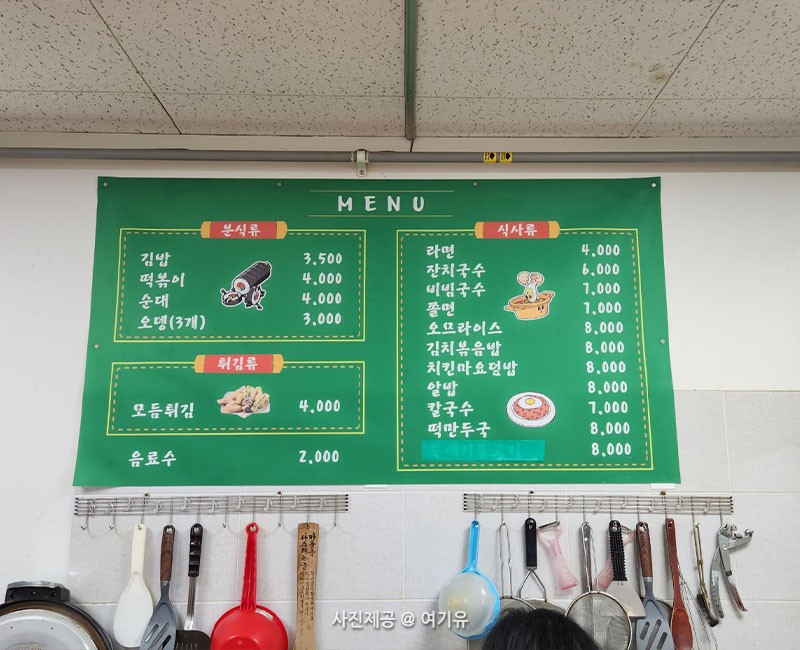 MENU
분식류
김밥 3,500
떡볶이 4,000
순대 4,000
오뎅(3개) 3,000
튀김류
모듬튀김 4,000
음료수 2,000
식사류
라면 4,000
잔치국수 6,000
비빔국수 7,000
쫄면 7,000
오므라이스 8,000
김치볶음밥 8,000
치킨마요덮밥 8,000
알밥 8,000
칼국수 7,000
떡만두국 8,000
8,000
사진제공 @ 여기유